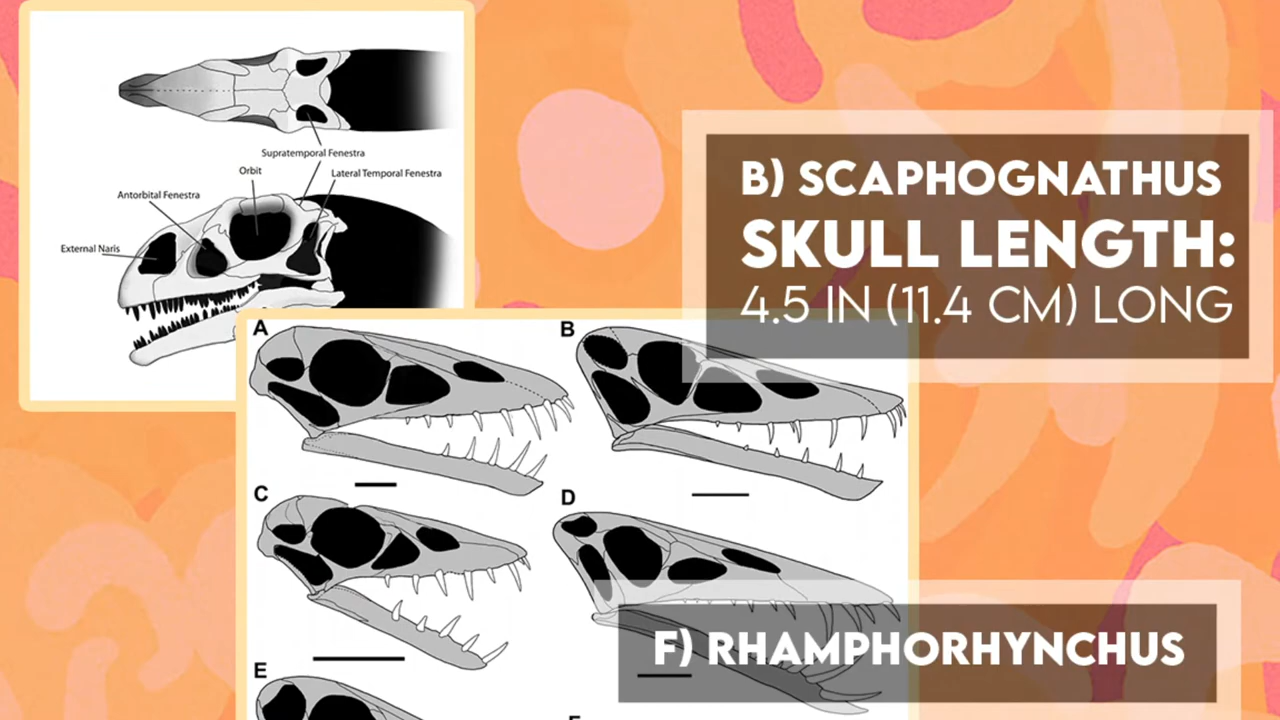 Supratemporal Fenestra
Orbit
Lateral Temporal Fenestra
Antorbital Fenestra
External Naris
B) SCAPHOGNATHUS
SKULL LENGTH:
4.5 IN (11.4 CM) LONG
A
B
C
D
E
F) RHAMPHORHYNCHUS